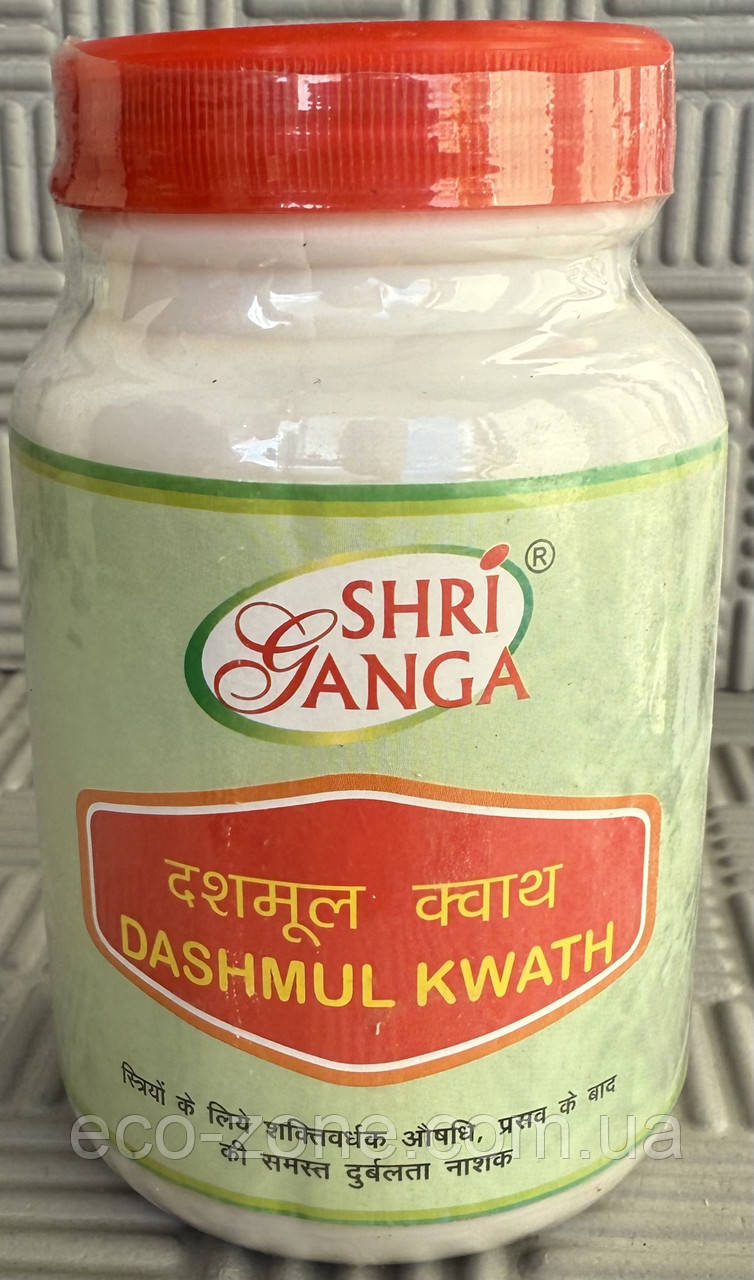 SHRI
GANGA
®
दशमूल क्वाथ
DASHMUL KWATH
स्त्रियों के लिये शक्तिवर्धक औषधि, प्रसव के बाद
की समस्त दुर्बलता नाशक
eco-zone.com.ua